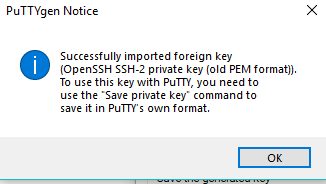 PuTTYgen Notice
Successfully imported foreign key
(OpenSSH SSH-2 private key (old PEM format)).
To use this key with PuTTY, you need to
use the "Save private key" command to
save it in PuTTY's own format.
OK
Save the generated key